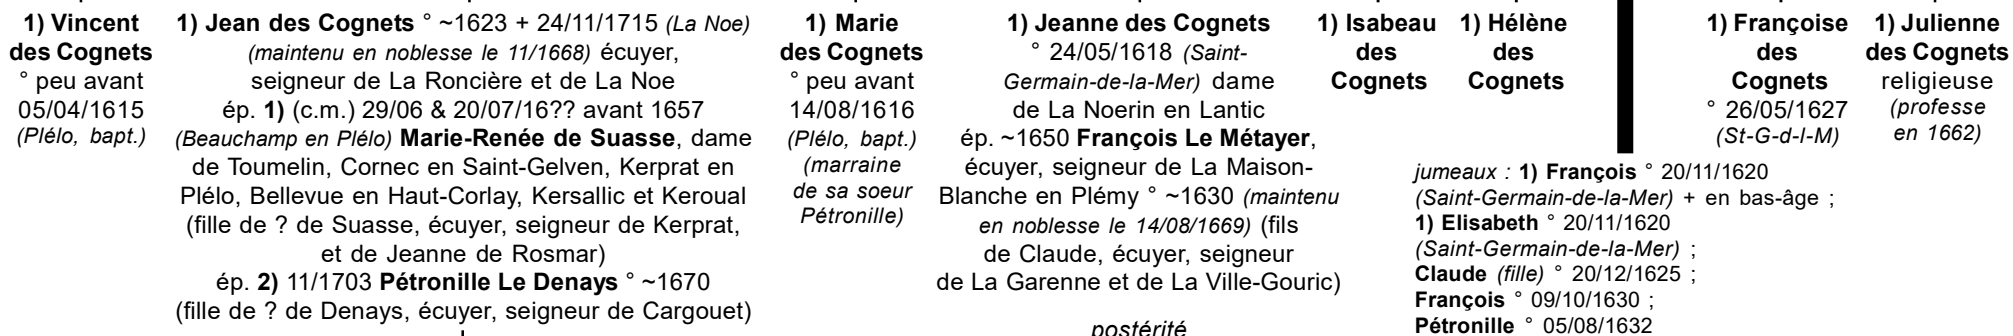 1) Vincent
des Cognets
° peu avant
05/04/1615
(Plélo, bapt.)
1) Jean des Cognets ° ~1623 + 24/11/1715 (La Noe)
(maintenu en noblesse le 11/1668) écuyer,
seigneur de La Roncière et de La Noe
ép. 1) (c.m.) 29/06 & 20/07/16?? avant 1657
(Beauchamp en Plélo) Marie-Renée de Suasse, dame
de Toumelin, Cornec en Saint-Gelven, Kerprat en
Plélo, Bellevue en Haut-Corlay, Kersallic et Keroual
(fille de ? de Suasse, écuyer, seigneur de Kerprat,
et de Jeanne de Rosmar)
ép. 2) 11/1703 Pétronille Le Denays ° ~1670
(fille de ? de Denays, écuyer, seigneur de Cargouet)
1) Marie
des Cognets
° peu avant
14/08/1616
(Plélo, bapt.)
(marraine
de sa soeur
Pétronille)
1) Jeanne des Cognets
° 24/05/1618 (Saint-
Germain-de-la-Mer) dame
de La Noerin en Lantic
ép. ~1650 François Le Métayer,
écuyer, seigneur de La Maison-
Blanche en Plémy ° ~1630 (maintenu
en noblesse le 14/08/1669) (fils
de Claude, écuyer, seigneur
de La Garenne et de La Ville-Gouric)
postérité
1) Isabeau
des
Cognets
1) Hélène
des
Cognets
1) Françoise
des
Cognets
° 26/05/1627
(St-G-d-l-M)
1) Julienne
des Cognets
religieuse
(professe
en 1662)
jumeaux : 1) François ° 20/11/1620
(Saint-Germain-de-la-Mer) + en bas-âge ;
1) Elisabeth ° 20/11/1620
(Saint-Germain-de-la-Mer) ;
Claude (fille) ° 20/12/1625 ;
François ° 09/10/1630 ;
Pétronille ° 05/08/1632